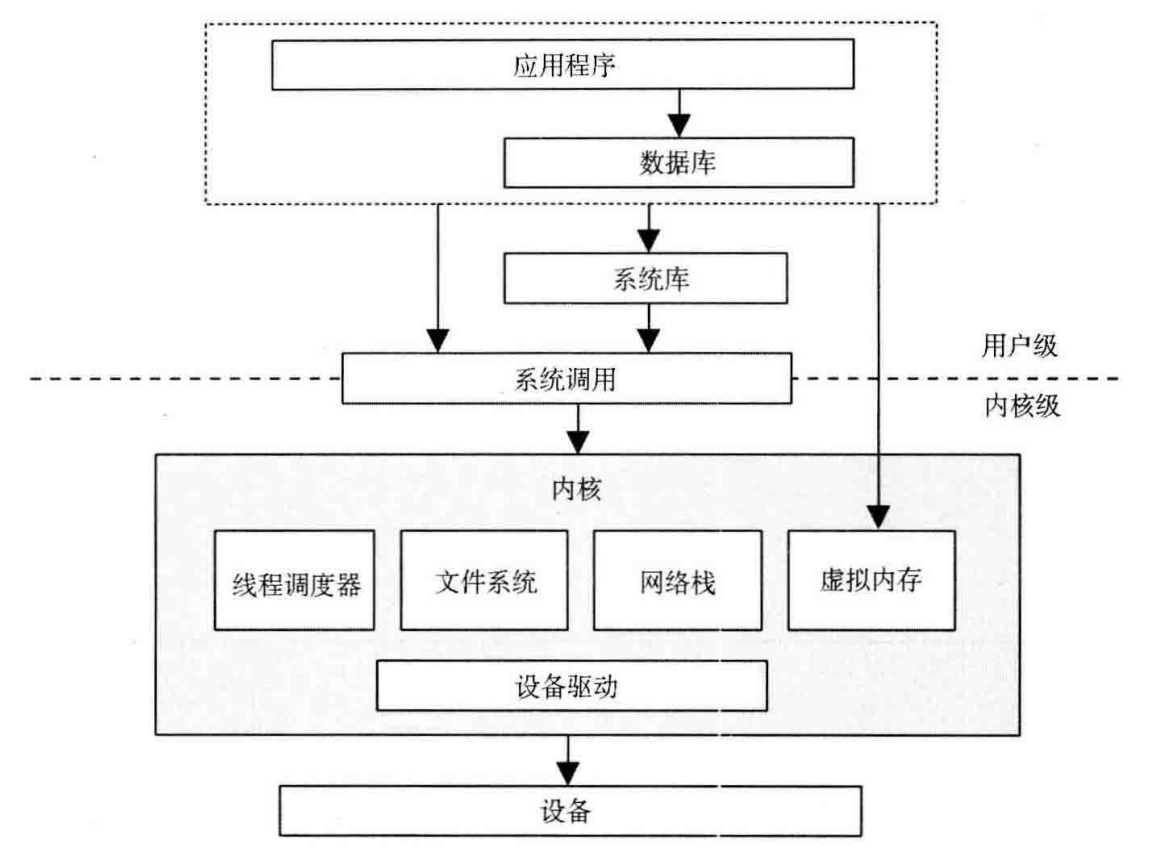 应用程序
数据库
系统库
用户级
系统调用
内核级
内核
线程调度器
文件系统
网络栈
虚拟内存
设备驱动
设备